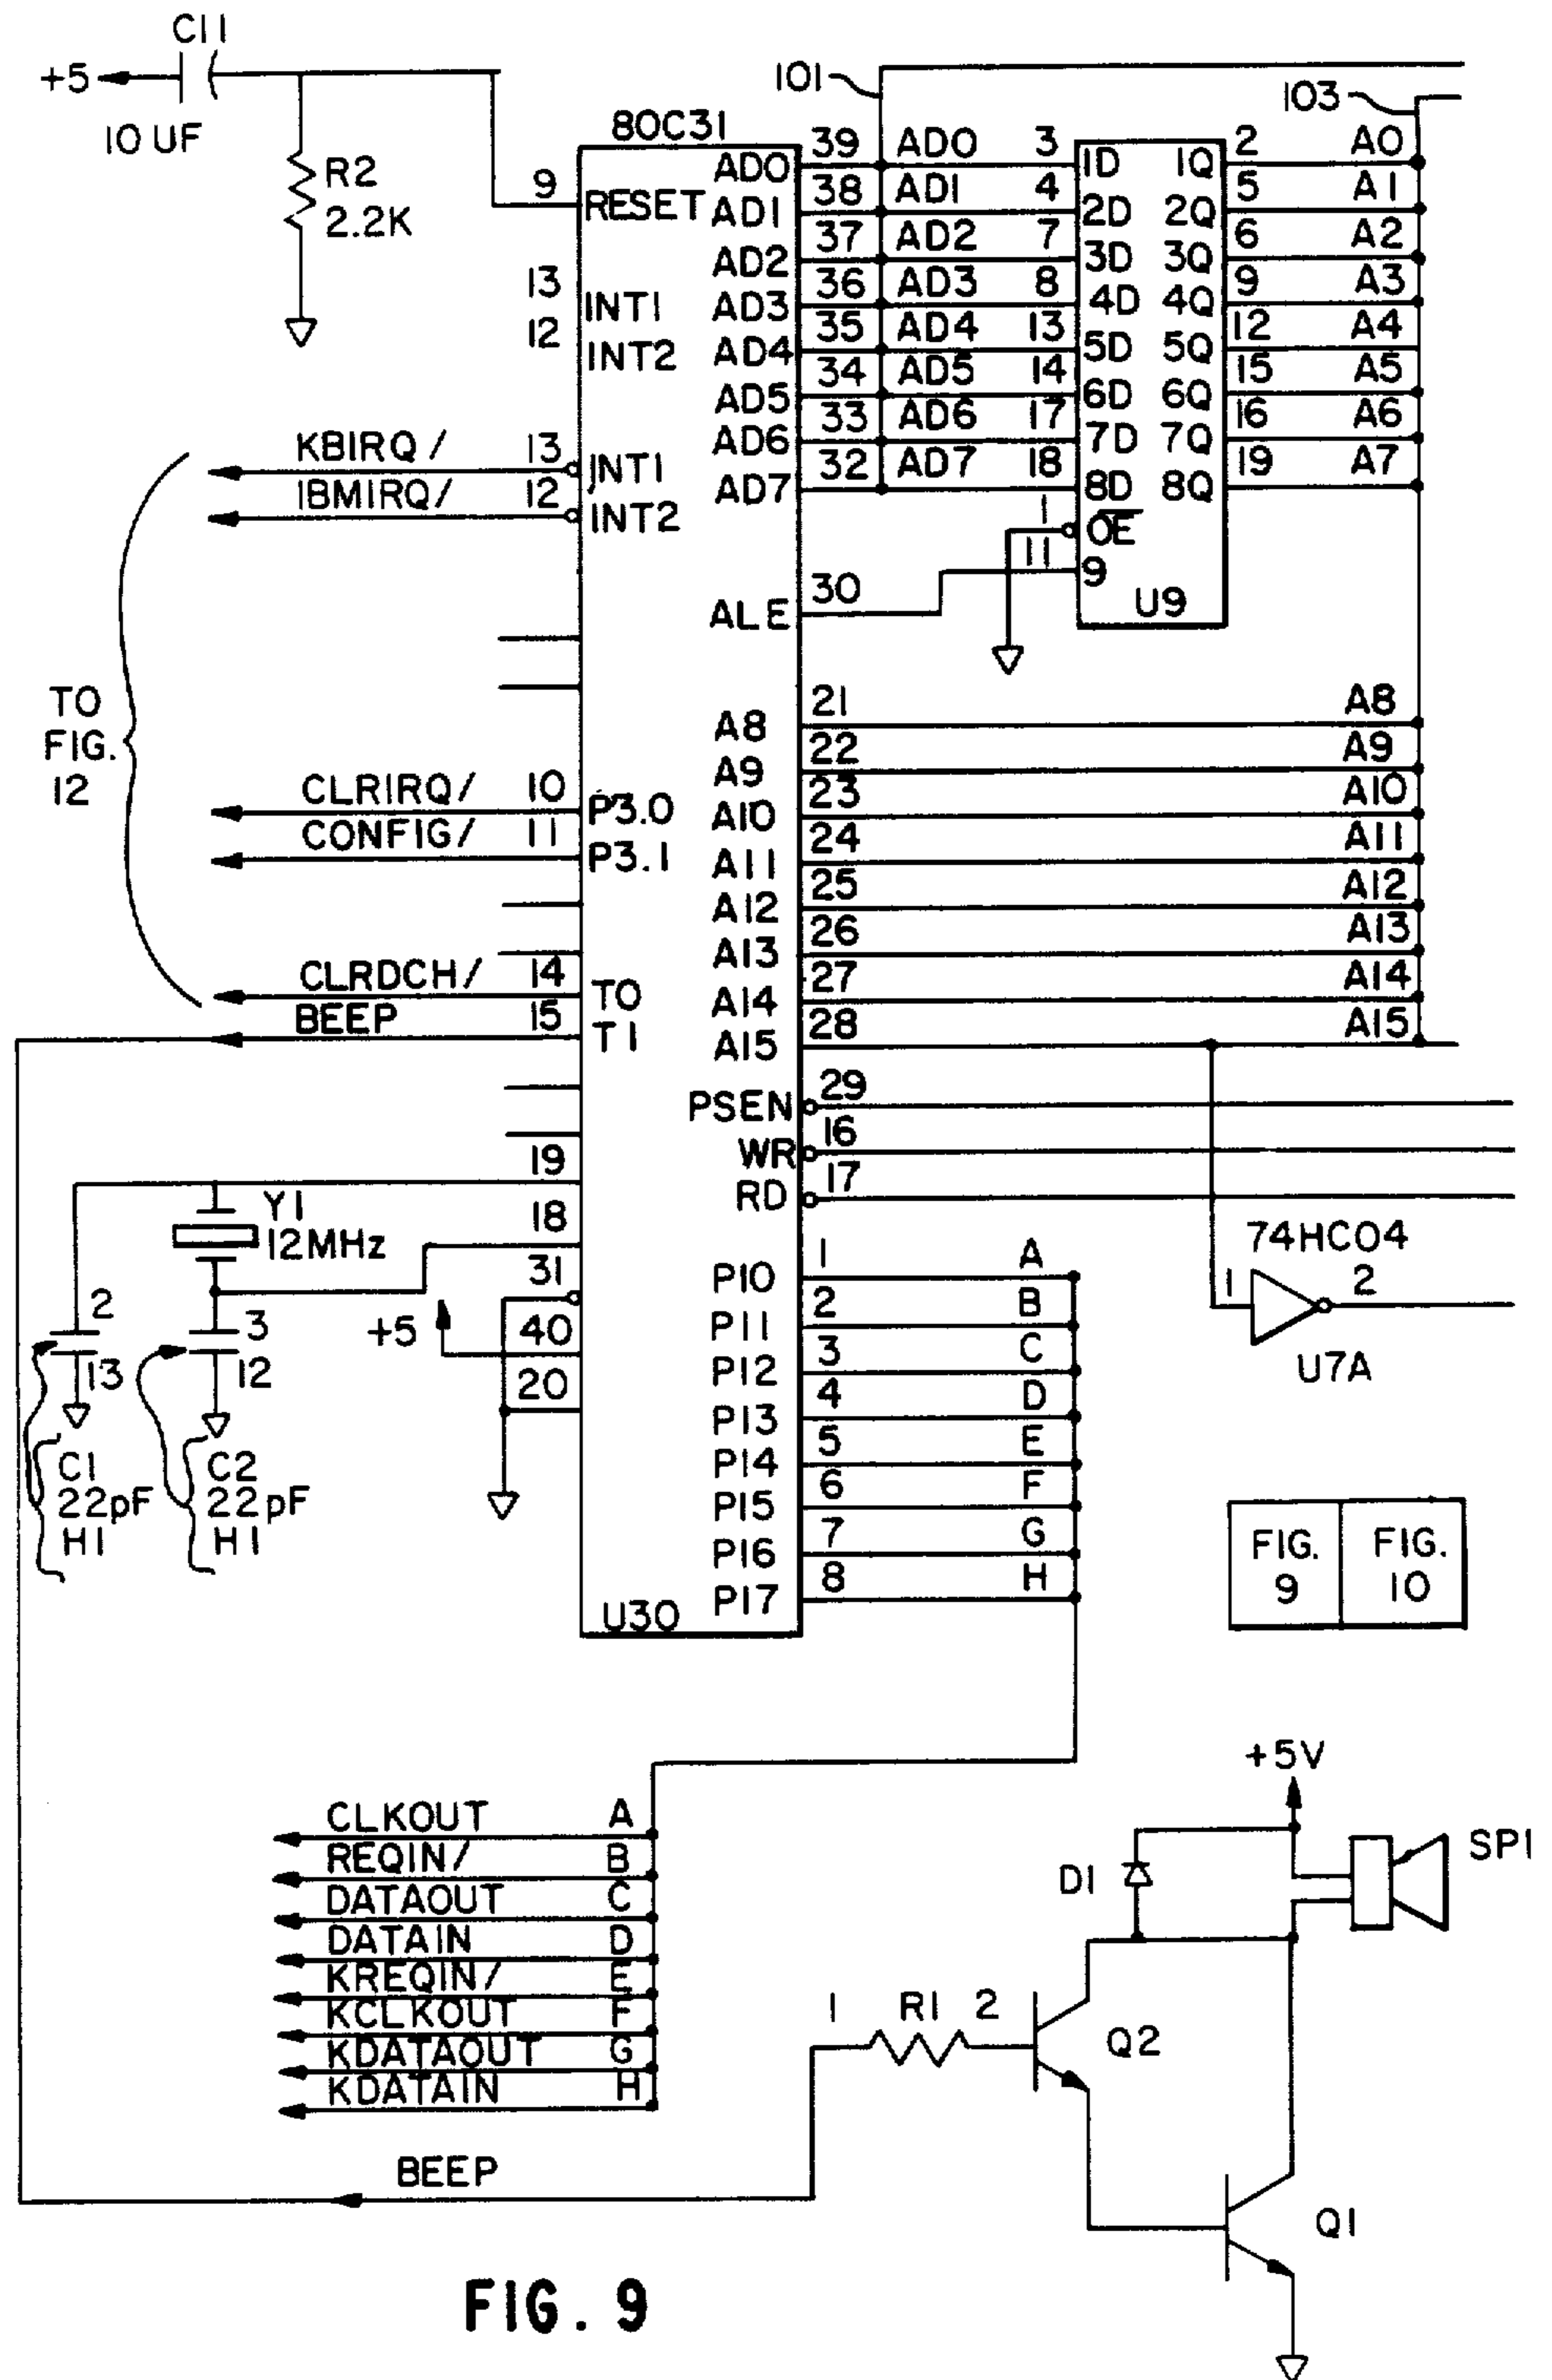 C11
+5
10 UF
R2
2.2K
101
103
80C31
9 RESET
13 INT1
12 INT2
KBIRQ / 13 INT1
IBMIRQ/ 12 INT2
TO
FIG.
12
CLRIRQ/ 10 P3.0
CONFIG/ 11 P3.1
CLRDCH/ 14 TO
BEEP 15 T1
19
Y1
12MHz
18
31
+5
40
20
2
13
3
12
C1
22pF
H1
C2
22pF
H1
U30
AD0 39 AD0 3 1D 1Q 2 A0
AD1 38 AD1 4 2D 2Q 5 A1
AD2 37 AD2 7 3D 3Q 6 A2
AD3 36 AD3 8 4D 4Q 9 A3
AD4 35 AD4 13 5D 5Q 12 A4
AD5 34 AD5 14 6D 6Q 15 A5
AD6 33 AD6 17 7D 7Q 16 A6
AD7 32 AD7 18 8D 8Q 19 A7
1 OE
11 9
U9
ALE 30
A8 21 A8
A9 22 A9
A10 23 A10
A11 24 A11
A12 25 A12
A13 26 A13
A14 27 A14
A15 28 A15
PSEN 29
WR 16
RD 17
74HC04
1 2
U7A
P10 1 A
P11 2 B
P12 3 C
P13 4 D
P14 5 E
P15 6 F
P16 7 G
P17 8 H
FIG.
9
FIG.
10
CLKOUT A
REQIN/ B
DATAOUT C
DATAIN D
KREQIN/ E
KCLKOUT F
KDATAOUT G
KDATAIN H
BEEP
+5V
D1
SP1
1 R1 2
Q2
Q1
FIG. 9